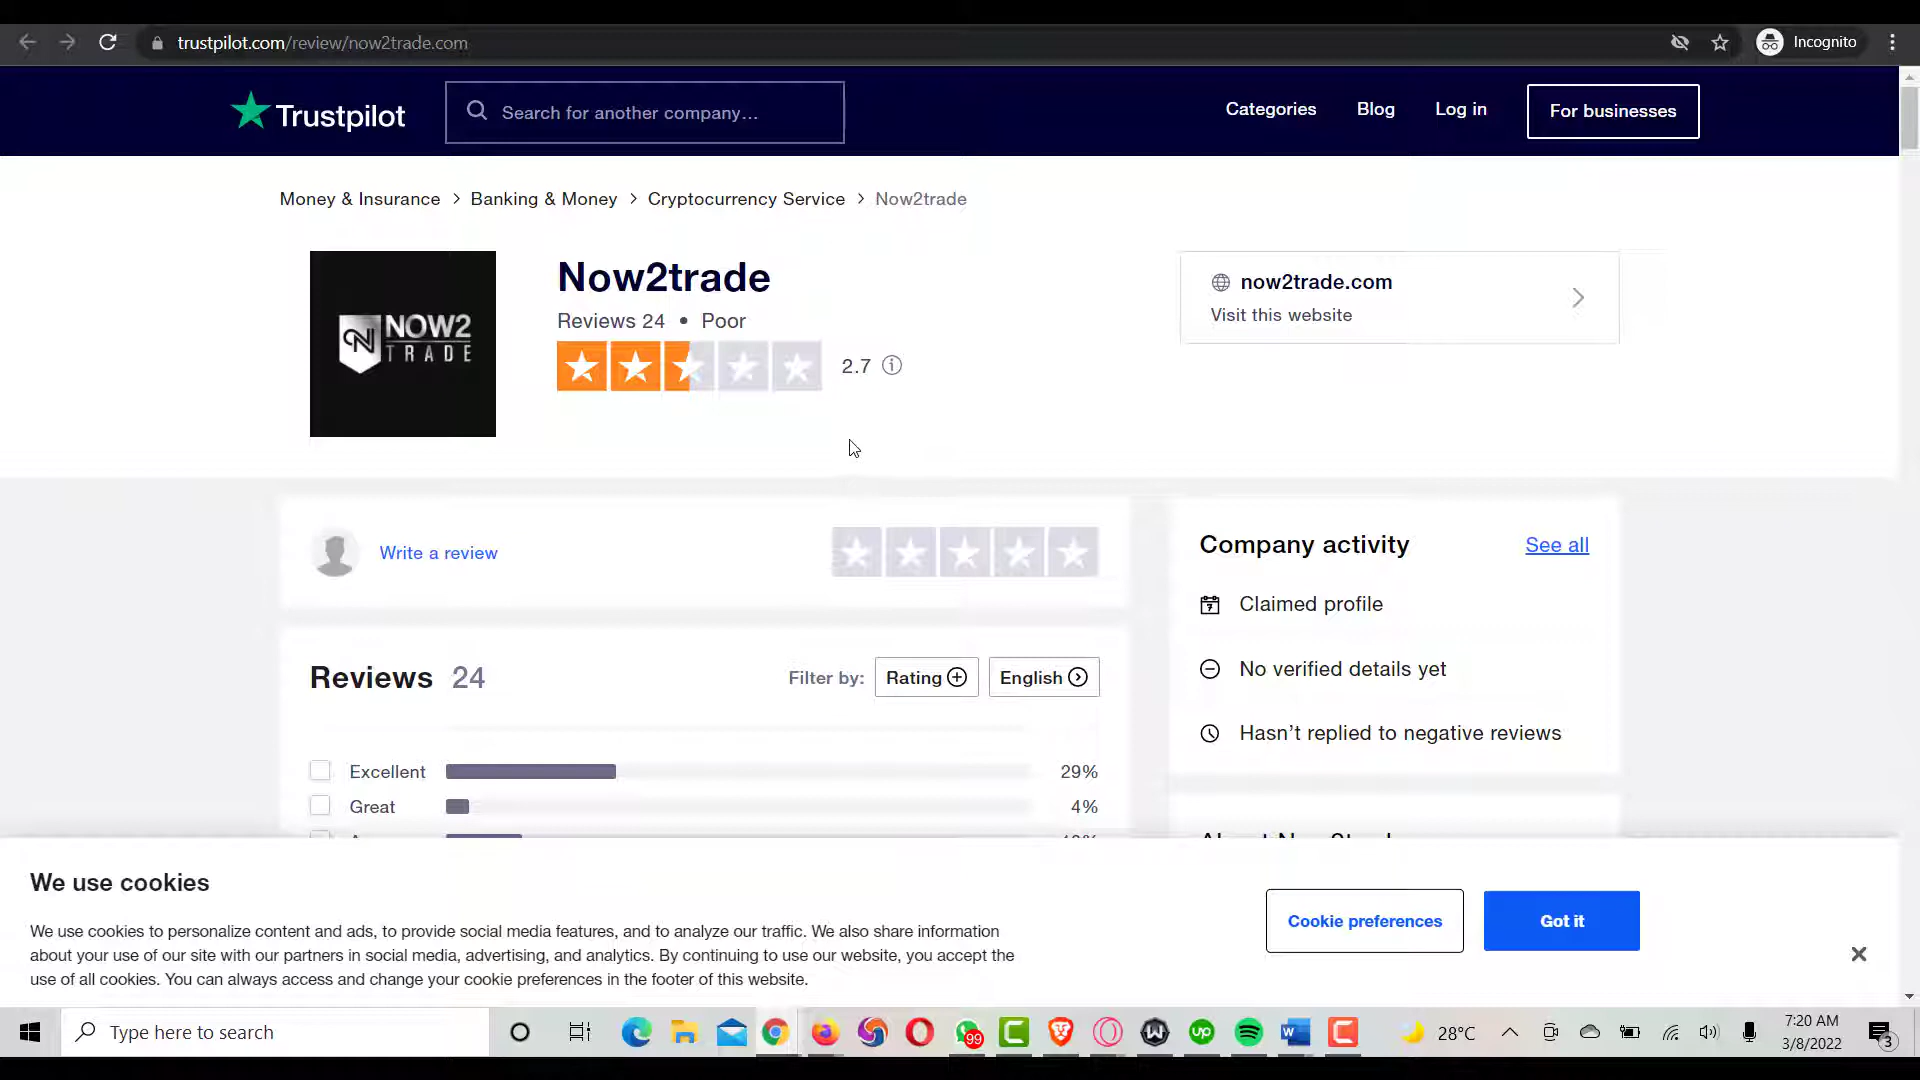 trustpilot.com/review/now2trade.com
Incognito
Trustpilot
Search for another company...
Categories
Blog
Log in
For businesses
Money & Insurance > Banking & Money > Cryptocurrency Service > Now2trade
NOW2
TRADE
Now2trade
Reviews 24 • Poor
2.7
now2trade.com
Visit this website
Write a review
Company activity
See all
Claimed profile
No verified details yet
Hasn't replied to negative reviews
Reviews 24
Filter by:
Rating
English
Excellent
29%
Great
4%
We use cookies
We use cookies to personalize content and ads, to provide social media features, and to analyze our traffic. We also share information
about your use of our site with our partners in social media, advertising, and analytics. By continuing to use our website, you accept the
use of all cookies. You can always access and change your cookie preferences in the footer of this website.
Cookie preferences
Got it
Type here to search
99
up
28°C
7:20 AM
3/8/2022
3